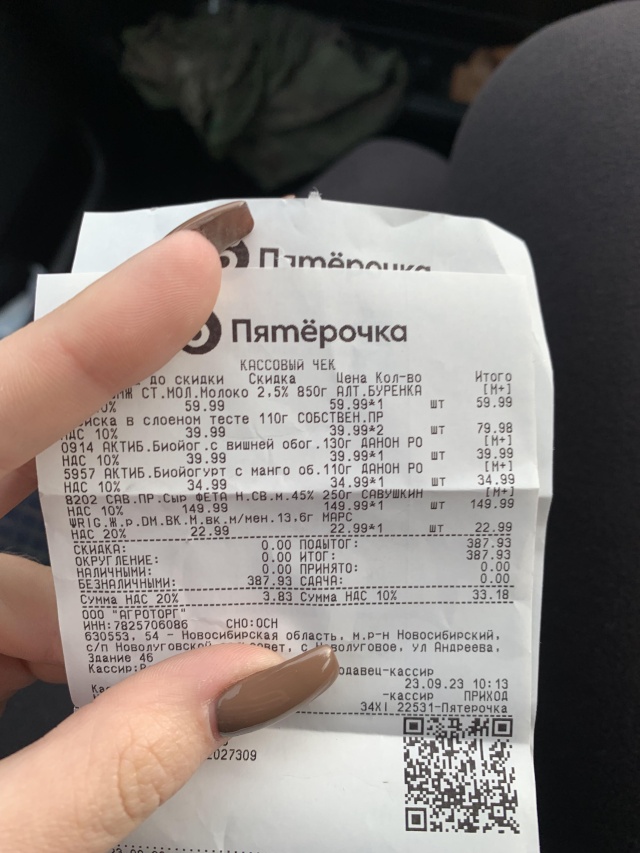 Пятёрочка
Пятёрочка
КАССОВЫЙ ЧЕК
до скидки Скидка Цена Кол-во Итого
СТ.МОЛ.Молоко 2,5% 850г АЛТ.БУРЕНКА [М+]
59.99 59.99*1 шт 59.99
в слоеном тесте 110г СОБСТВЕН.ПР
НДС 10% 39.99 39.99*2 шт 79.98
0914 АКТИБ.Биойог.с вишней обог.130г ДАНОН РО [М+]
НДС 10% 39.99 39.99*1 шт 39.99
5957 АКТИБ.Биойогурт с манго об.110г ДАНОН РО [М+]
НДС 10% 34.99 34.99*1 шт 34.99
8202 САВ.ПР.Сыр ФЕТА М.СВ.м.45% 250г САВУШКИН [М+]
НДС 10% 149.99 149.99*1 шт 149.99
WRIG.Ж.р.DM.ВК.М.вк.м/мен.13,6г МАРС
НДС 20% 22.99 22.99*1 шт 22.99
СКИДКА: 0.00 ПОДЫТОГ: 387.93
ОКРУГЛЕНИЕ: 0.00 ИТОГ: 387.93
НАЛИЧНЫМИ: 0.00 ПРИНЯТО: 0.00
БЕЗНАЛИЧНЫМИ: 387.93 СДАЧА: 0.00
Сумма НДС 20% 3.83 Сумма НДС 10% 33.18
ООО "АГРОТОРГ"
ИНН:7825706086 СНО:ОСН
630553, 54 - Новосибирская область, м.р-н Новосибирский,
с/п Новолуговской ул Андреева,
Здание 46
23.09.23 10:13
-кассир ПРИХОД
34XI 22531-Пятерочка
2027309